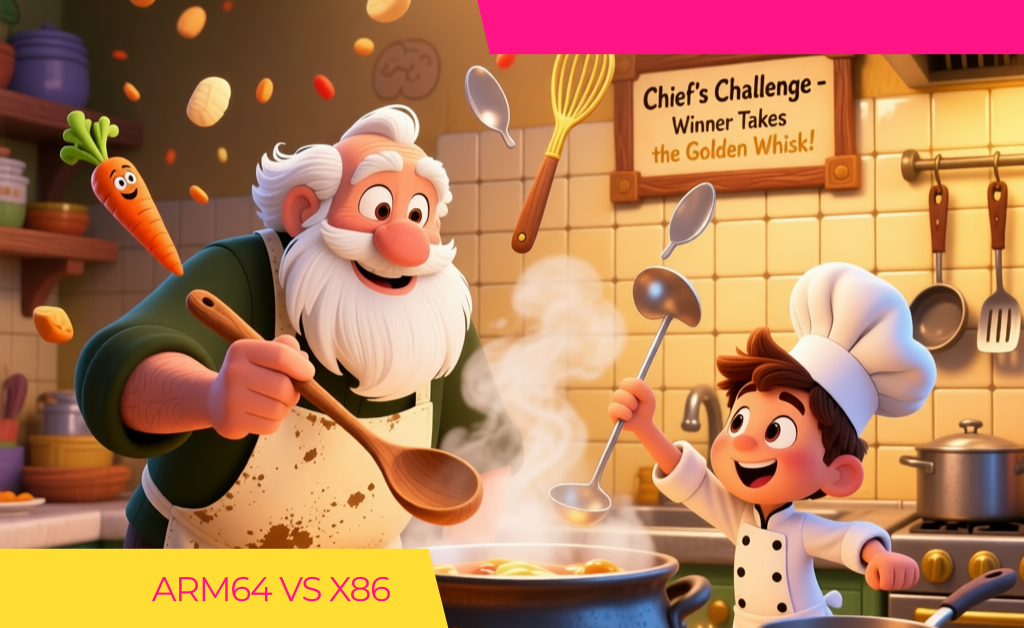 Chief's Challenge -
Winner Takes
the Golden Whisk!
ARM64 VS X86